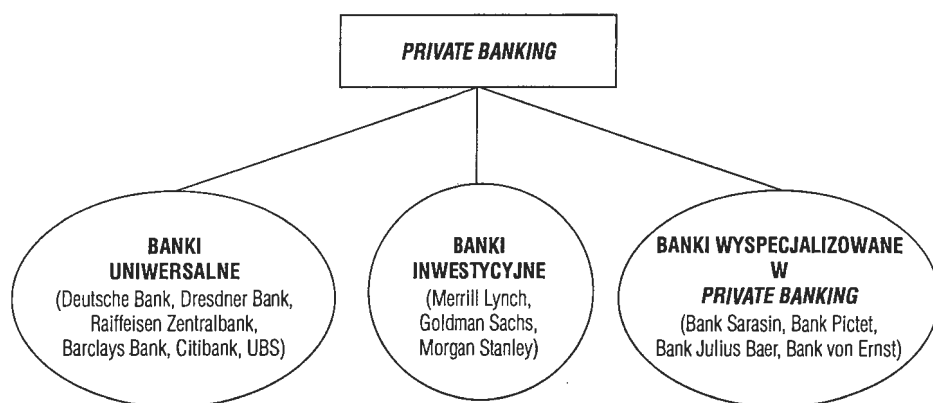 PRIVATE BANKING
BANKI
UNIWERSALNE
(Deutsche Bank, Dresdner Bank,
Raiffeisen Zentralbank,
Barclays Bank, Citibank, UBS)
BANKI
INWESTYCYJNE
(Merrill Lynch,
Goldman Sachs,
Morgan Stanley)
BANKI WYSPECJALIZOWANE
W
PRIVATE BANKING
(Bank Sarasin, Bank Pictet,
Bank Julius Baer, Bank von Ernst)